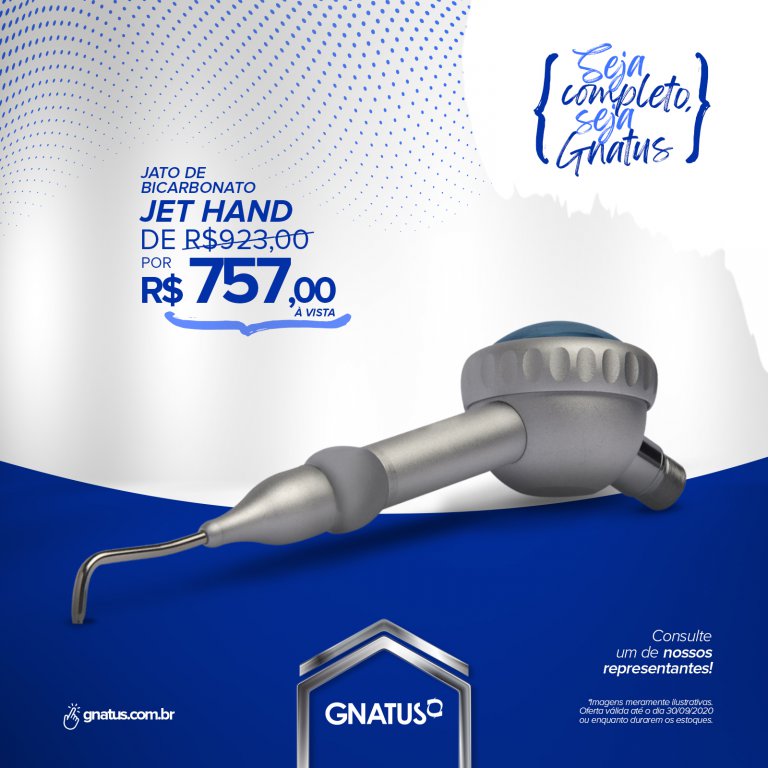 Seja
completo,
seja
Gnatus
JATO DE
BICARBONATO
JET HAND
DE R$923,00
POR
R$ 757,00
À VISTA
Consulte
um de nossos
representantes!
*Imagens meramente ilustrativas.
Oferta válida até o dia 30/09/2020
ou enquanto durarem os estoques.
gnatus.com.br
GNATUS